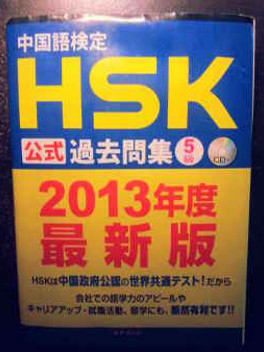 中国語検定
HSK
公式 過去問集 5級 CD
2013年度
最新版
HSKは中国政府公認の世界共通テスト!だから
会社での語学力のアピールや
キャリアアップ・就職活動、留学にも、断然有利です!!